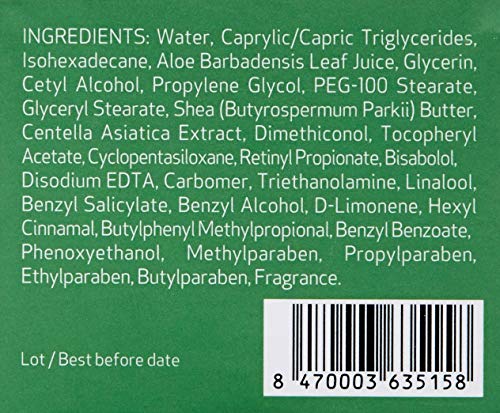 INGREDIENTS: Water, Caprylic/Capric Triglycerides,
Isohexadecane, Aloe Barbadensis Leaf Juice, Glycerin,
Cetyl Alcohol, Propylene Glycol, PEG-100 Stearate,
Glyceryl Stearate, Shea (Butyrospermum Parkii) Butter,
Centella Asiatica Extract, Dimethiconol, Tocopheryl
Acetate, Cyclopentasiloxane, Retinyl Propionate, Bisabolol,
Disodium EDTA, Carbomer, Triethanolamine, Linalool,
Benzyl Salicylate, Benzyl Alcohol, D-Limonene, Hexyl
Cinnamal, Butylphenyl Methylpropional, Benzyl Benzoate,
Phenoxyethanol, Methylparaben, Propylparaben,
Ethylparaben, Butylparaben, Fragrance.
Lot/Best before date
8 470003 635158